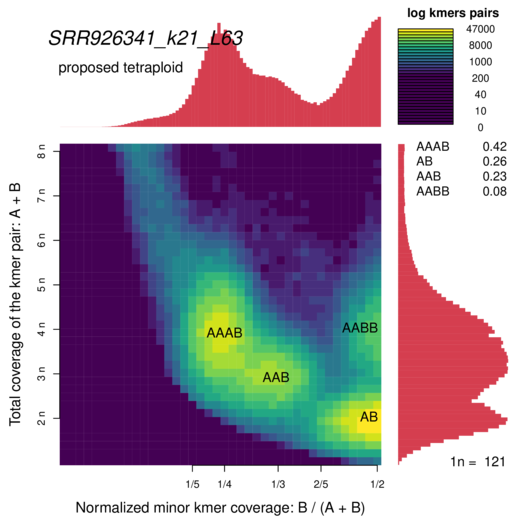 SRR926341_k21_L63
proposed tetraploid
log kmers pairs
47000
8000
1000
200
40
10
0
AAAB 0.42
AB 0.26
AAB 0.23
AABB 0.08
Total coverage of the kmer pair: A + B
8 n
7 n
6 n
5 n
4 n
3 n
2 n
AAAB
AABB
AAB
AB
1n = 121
1/5 1/4 1/3 2/5 1/2
Normalized minor kmer coverage: B / (A + B)